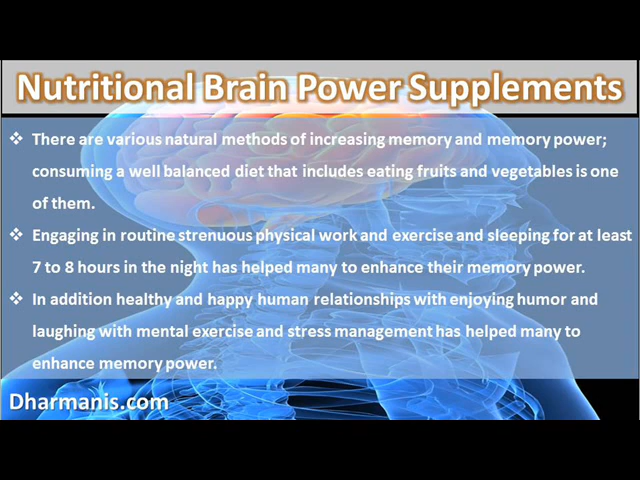 Nutritional Brain Power Supplements
❖ There are various natural methods of increasing memory and memory power;
consuming a well balanced diet that includes eating fruits and vegetables is one
of them.
❖ Engaging in routine strenuous physical work and exercise and sleeping for at least
7 to 8 hours in the night has helped many to enhance their memory power.
❖ In addition healthy and happy human relationships with enjoying humor and
laughing with mental exercise and stress management has helped many to
enhance memory power.
Dharmanis.com